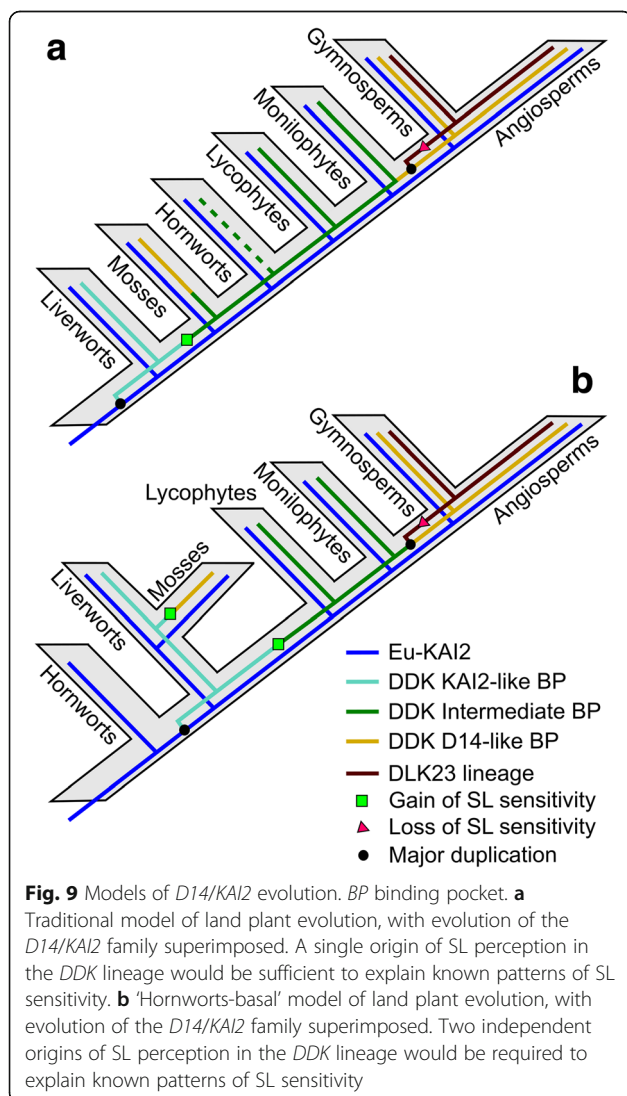 a
Gymnosperms
Angiosperms
Monilophytes
Lycophytes
Hornworts
Mosses
Liverworts
b
Gymnosperms
Angiosperms
Monilophytes
Lycophytes
Mosses
Liverworts
Hornworts
Eu-KAI2
DDK KAI2-like BP
DDK Intermediate BP
DDK D14-like BP
DLK23 lineage
Gain of SL sensitivity
Loss of SL sensitivity
Major duplication
Fig. 9 Models of D14/KAI2 evolution. BP binding pocket. a
Traditional model of land plant evolution, with evolution of the
D14/KAI2 family superimposed. A single origin of SL perception in
the DDK lineage would be sufficient to explain known patterns of SL
sensitivity. b ‘Hornworts-basal’ model of land plant evolution, with
evolution of the D14/KAI2 family superimposed. Two independent
origins of SL perception in the DDK lineage would be required to
explain known patterns of SL sensitivity